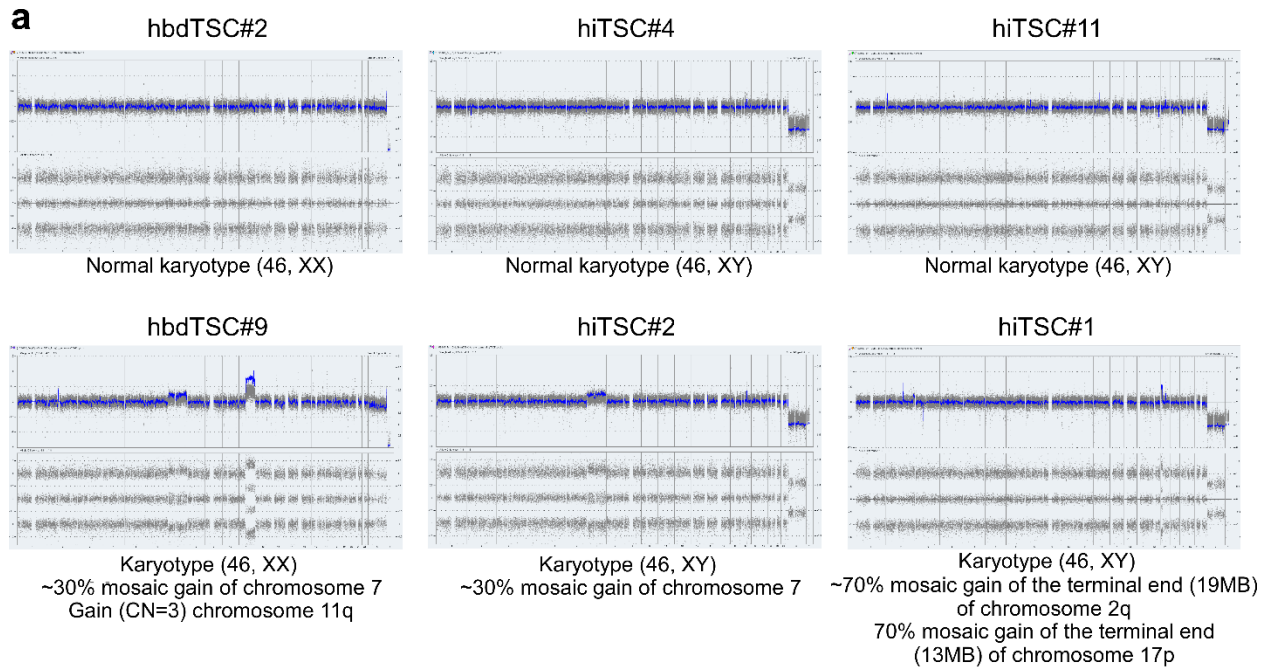 a
hbdTSC#2
hiTSC#4
hiTSC#11
Normal karyotype (46, XX)
Normal karyotype (46, XY)
Normal karyotype (46, XY)
hbdTSC#9
hiTSC#2
hiTSC#1
Karyotype (46, XX)
~30% mosaic gain of chromosome 7
Gain (CN=3) chromosome 11q
Karyotype (46, XY)
~30% mosaic gain of chromosome 7
Karyotype (46, XY)
~70% mosaic gain of the terminal end (19MB)
of chromosome 2q
70% mosaic gain of the terminal end
(13MB) of chromosome 17p